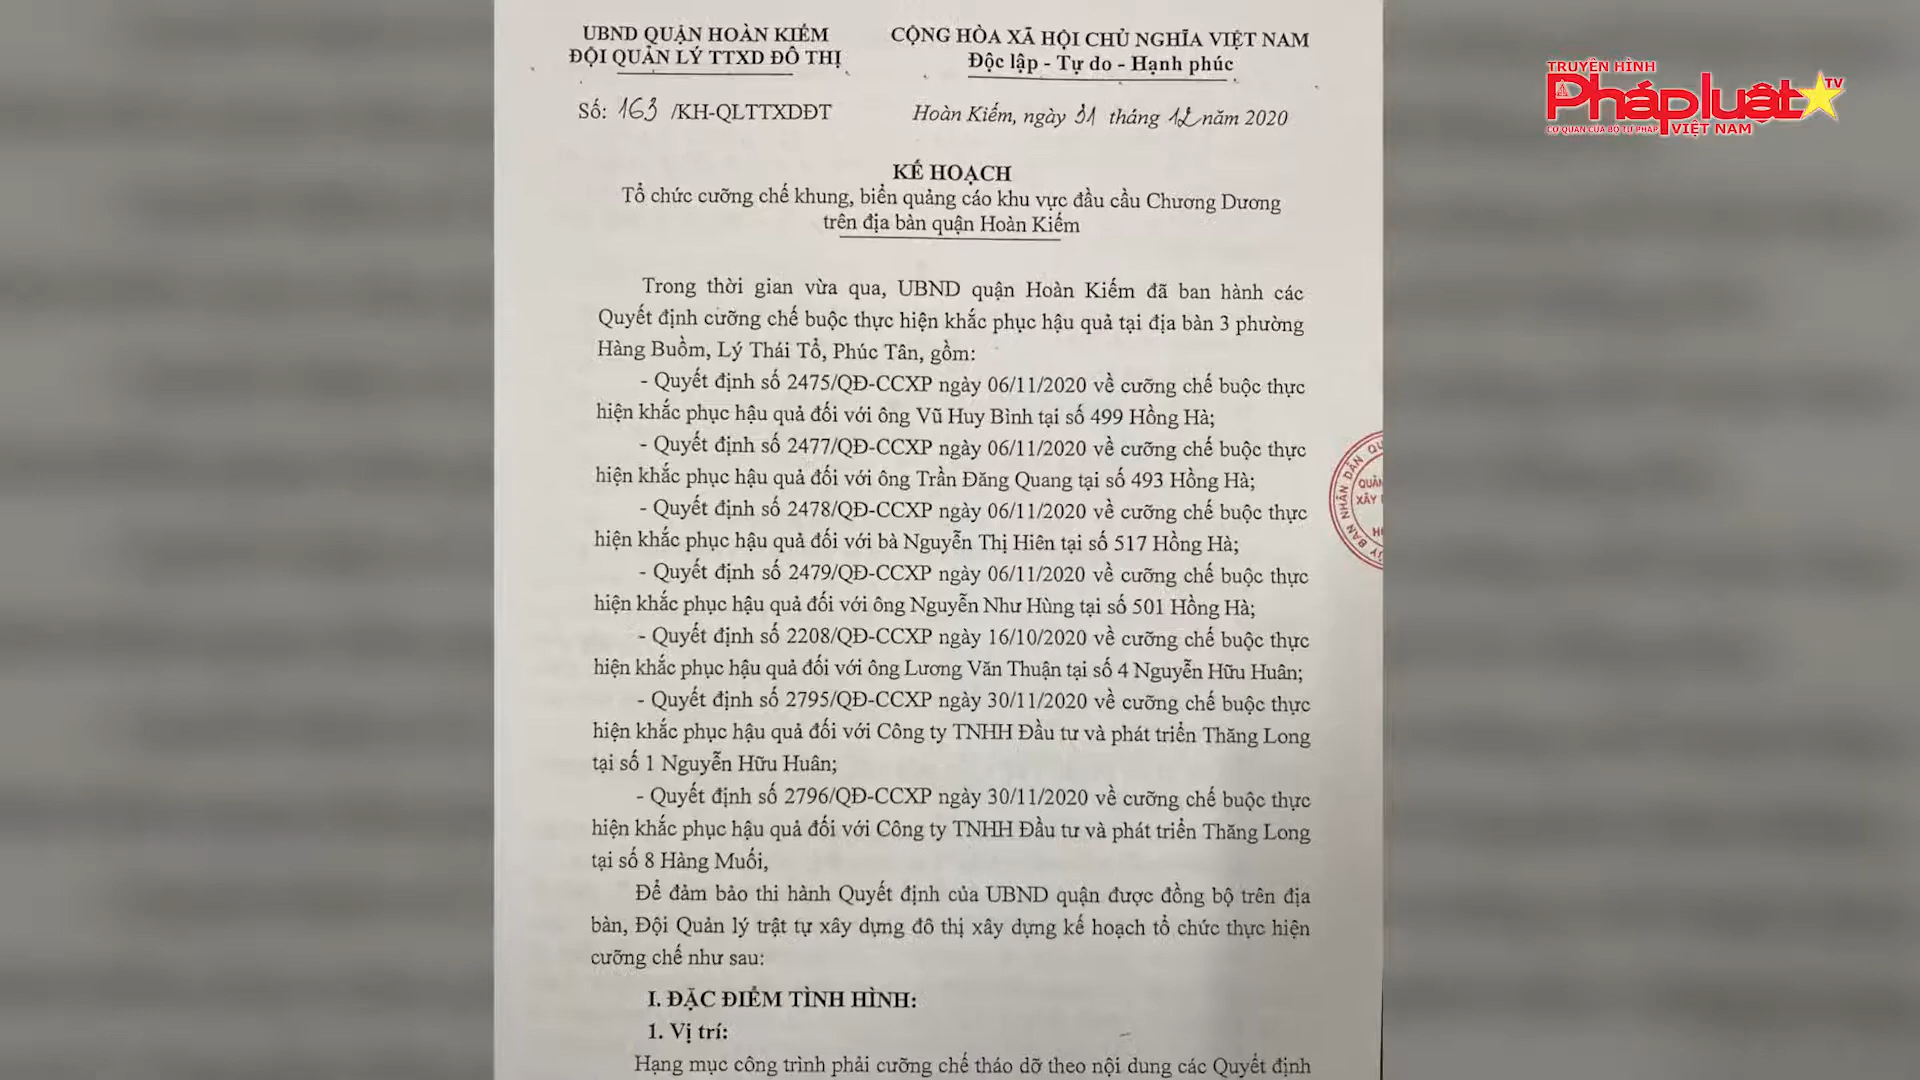 UBND QUẬN HOÀN KIẾM
ĐỘI QUẢN LÝ TTXD ĐÔ THỊ
CỘNG HÒA XÃ HỘI CHỦ NGHĨA VIỆT NAM
Độc lập - Tự do - Hạnh phúc
Số: 163 /KH-QLTTXDĐT
Hoàn Kiếm, ngày 31 tháng 12 năm 2020
KẾ HOẠCH
Tổ chức cưỡng chế khung, biển quảng cáo khu vực đầu cầu Chương Dương
trên địa bàn quận Hoàn Kiếm
Trong thời gian vừa qua, UBND quận Hoàn Kiếm đã ban hành các
Quyết định cưỡng chế buộc thực hiện khắc phục hậu quả tại địa bàn 3 phường
Hàng Buồm, Lý Thái Tổ, Phúc Tân, gồm:
- Quyết định số 2475/QĐ-CCXP ngày 06/11/2020 về cưỡng chế buộc thực
hiện khắc phục hậu quả đối với ông Vũ Huy Bình tại số 499 Hồng Hà;
- Quyết định số 2477/QĐ-CCXP ngày 06/11/2020 về cưỡng chế buộc thực
hiện khắc phục hậu quả đối với ông Trần Đăng Quang tại số 493 Hồng Hà;
- Quyết định số 2478/QĐ-CCXP ngày 06/11/2020 về cưỡng chế buộc thực
hiện khắc phục hậu quả đối với bà Nguyễn Thị Hiên tại số 517 Hồng Hà;
- Quyết định số 2479/QĐ-CCXP ngày 06/11/2020 về cưỡng chế buộc thực
hiện khắc phục hậu quả đối với ông Nguyễn Như Hùng tại số 501 Hồng Hà;
- Quyết định số 2208/QĐ-CCXP ngày 16/10/2020 về cưỡng chế buộc thực
hiện khắc phục hậu quả đối với ông Lương Văn Thuận tại số 4 Nguyễn Hữu Huân;
- Quyết định số 2795/QĐ-CCXP ngày 30/11/2020 về cưỡng chế buộc thực
hiện khắc phục hậu quả đối với Công ty TNHH Đầu tư và phát triển Thăng Long
tại số 1 Nguyễn Hữu Huân;
- Quyết định số 2796/QĐ-CCXP ngày 30/11/2020 về cưỡng chế buộc thực
hiện khắc phục hậu quả đối với Công ty TNHH Đầu tư và phát triển Thăng Long
tại số 8 Hàng Muối,
Để đảm bảo thi hành Quyết định của UBND quận được đồng bộ trên địa
bàn, Đội Quản lý trật tự xây dựng đô thị xây dựng kế hoạch tổ chức thực hiện
cưỡng chế như sau:
I. ĐẶC ĐIỂM TÌNH HÌNH:
1. Vị trí:
Hạng mục công trình phải cưỡng chế tháo dỡ theo nội dung các Quyết định
TRUYỀN HÌNH
Pháp luật TV
CƠ QUAN CỦA BỘ TƯ PHÁP VIỆT NAM